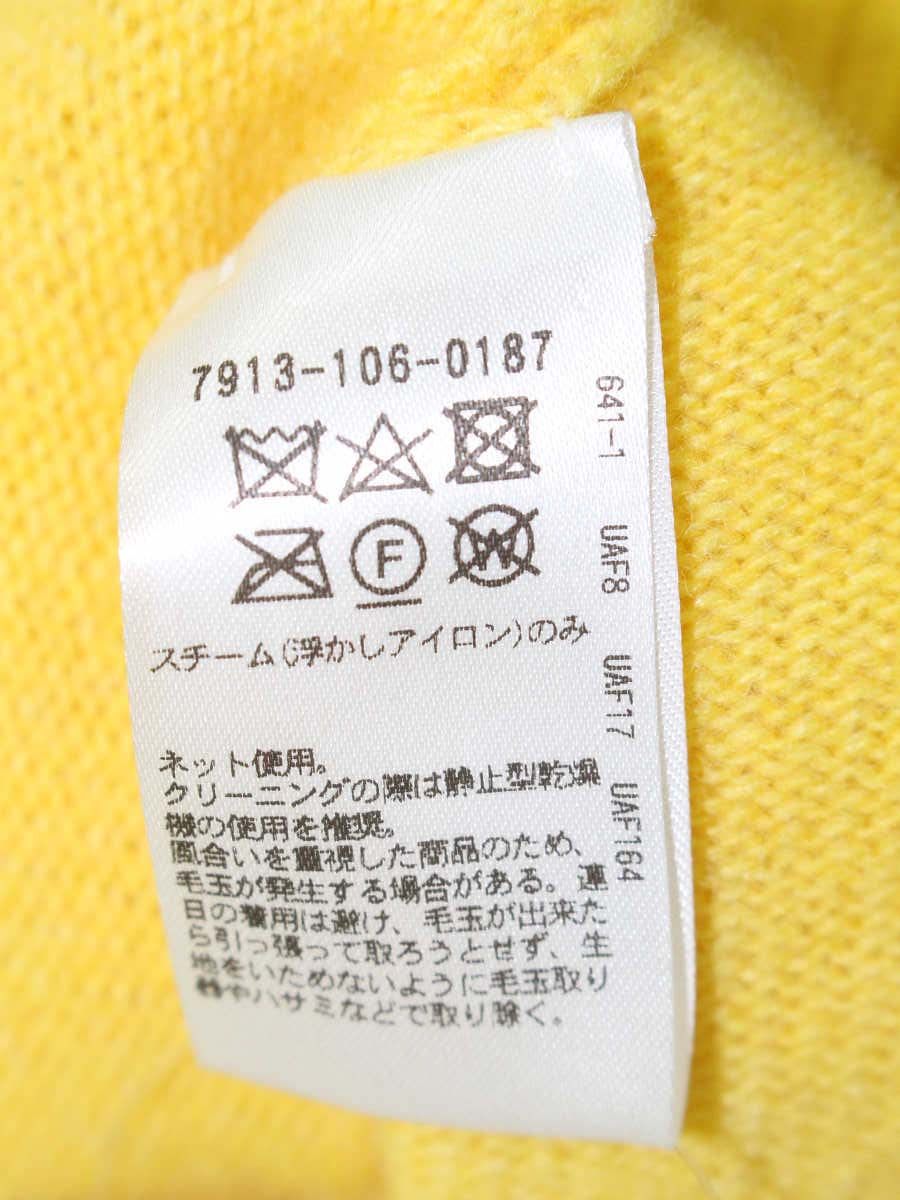 7913-106-0187
F
W
スチーム(浮かしアイロン)のみ
ネット使用。
クリーニングの際は静止型乾燥
機の使用を推奨。
風合いを重視した商品のため、
毛玉が発生する場合がある。連
日の着用は避け、毛玉が出来た
ら引っ張って取ろうとせず、生
地をいためないように毛玉取り
器やハサミなどで取り除く。
641-1 UAF8 UAF17 UAF164